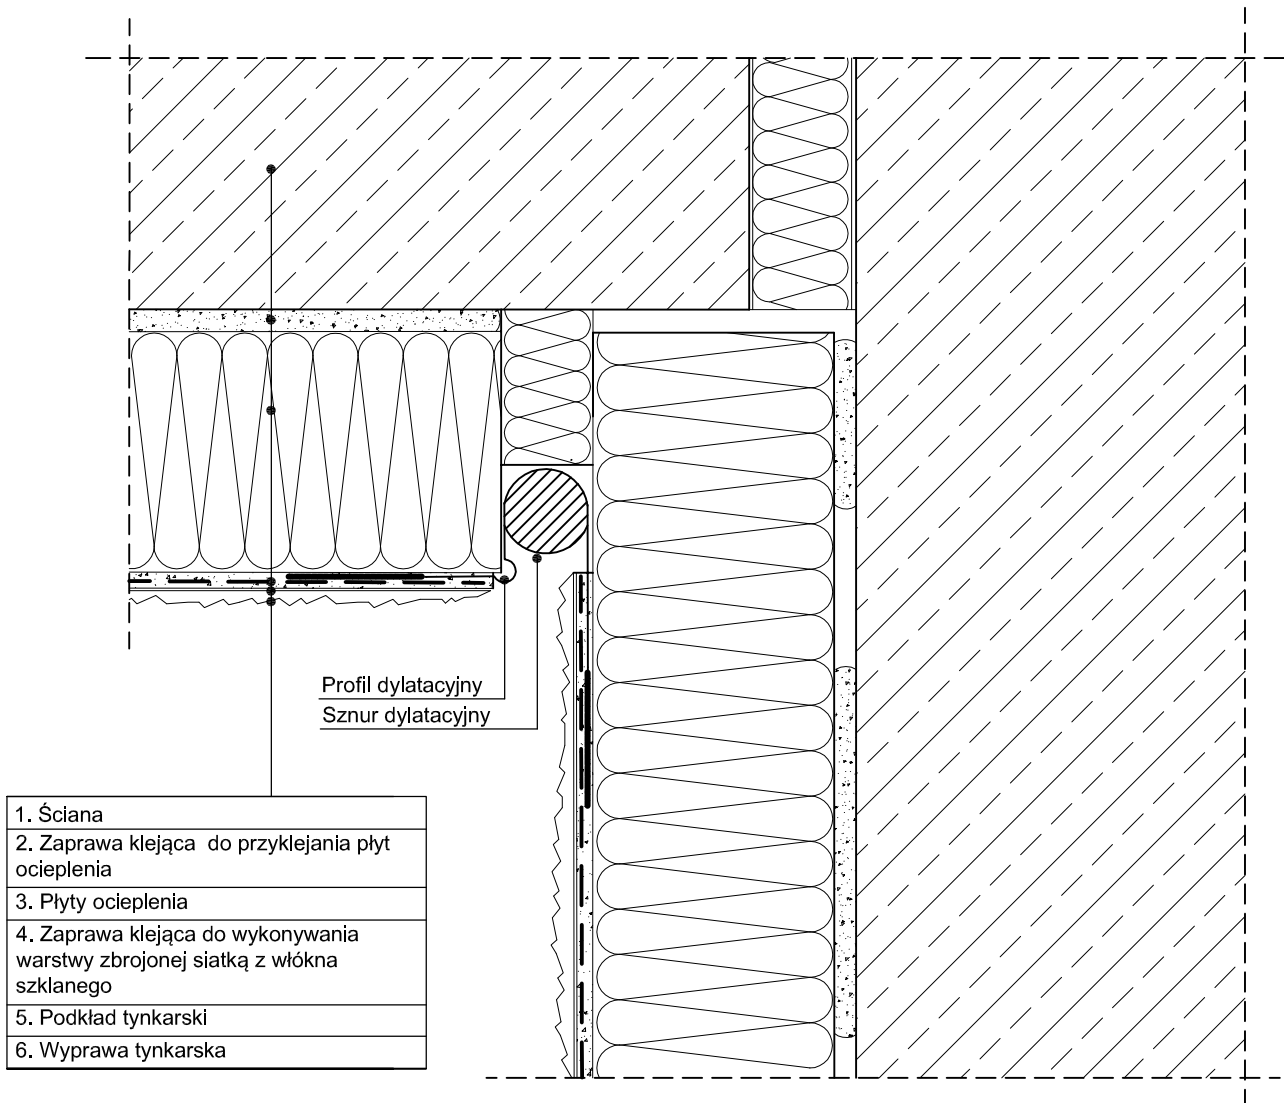 Profil dylatacyjny
Sznur dylatacyjny
1. Ściana
2. Zaprawa klejąca do przyklejania płyt
ocieplenia
3. Płyty ocieplenia
4. Zaprawa klejąca do wykonywania
warstwy zbrojonej siatką z włókna
szklanego
5. Podkład tynkarski
6. Wyprawa tynkarska